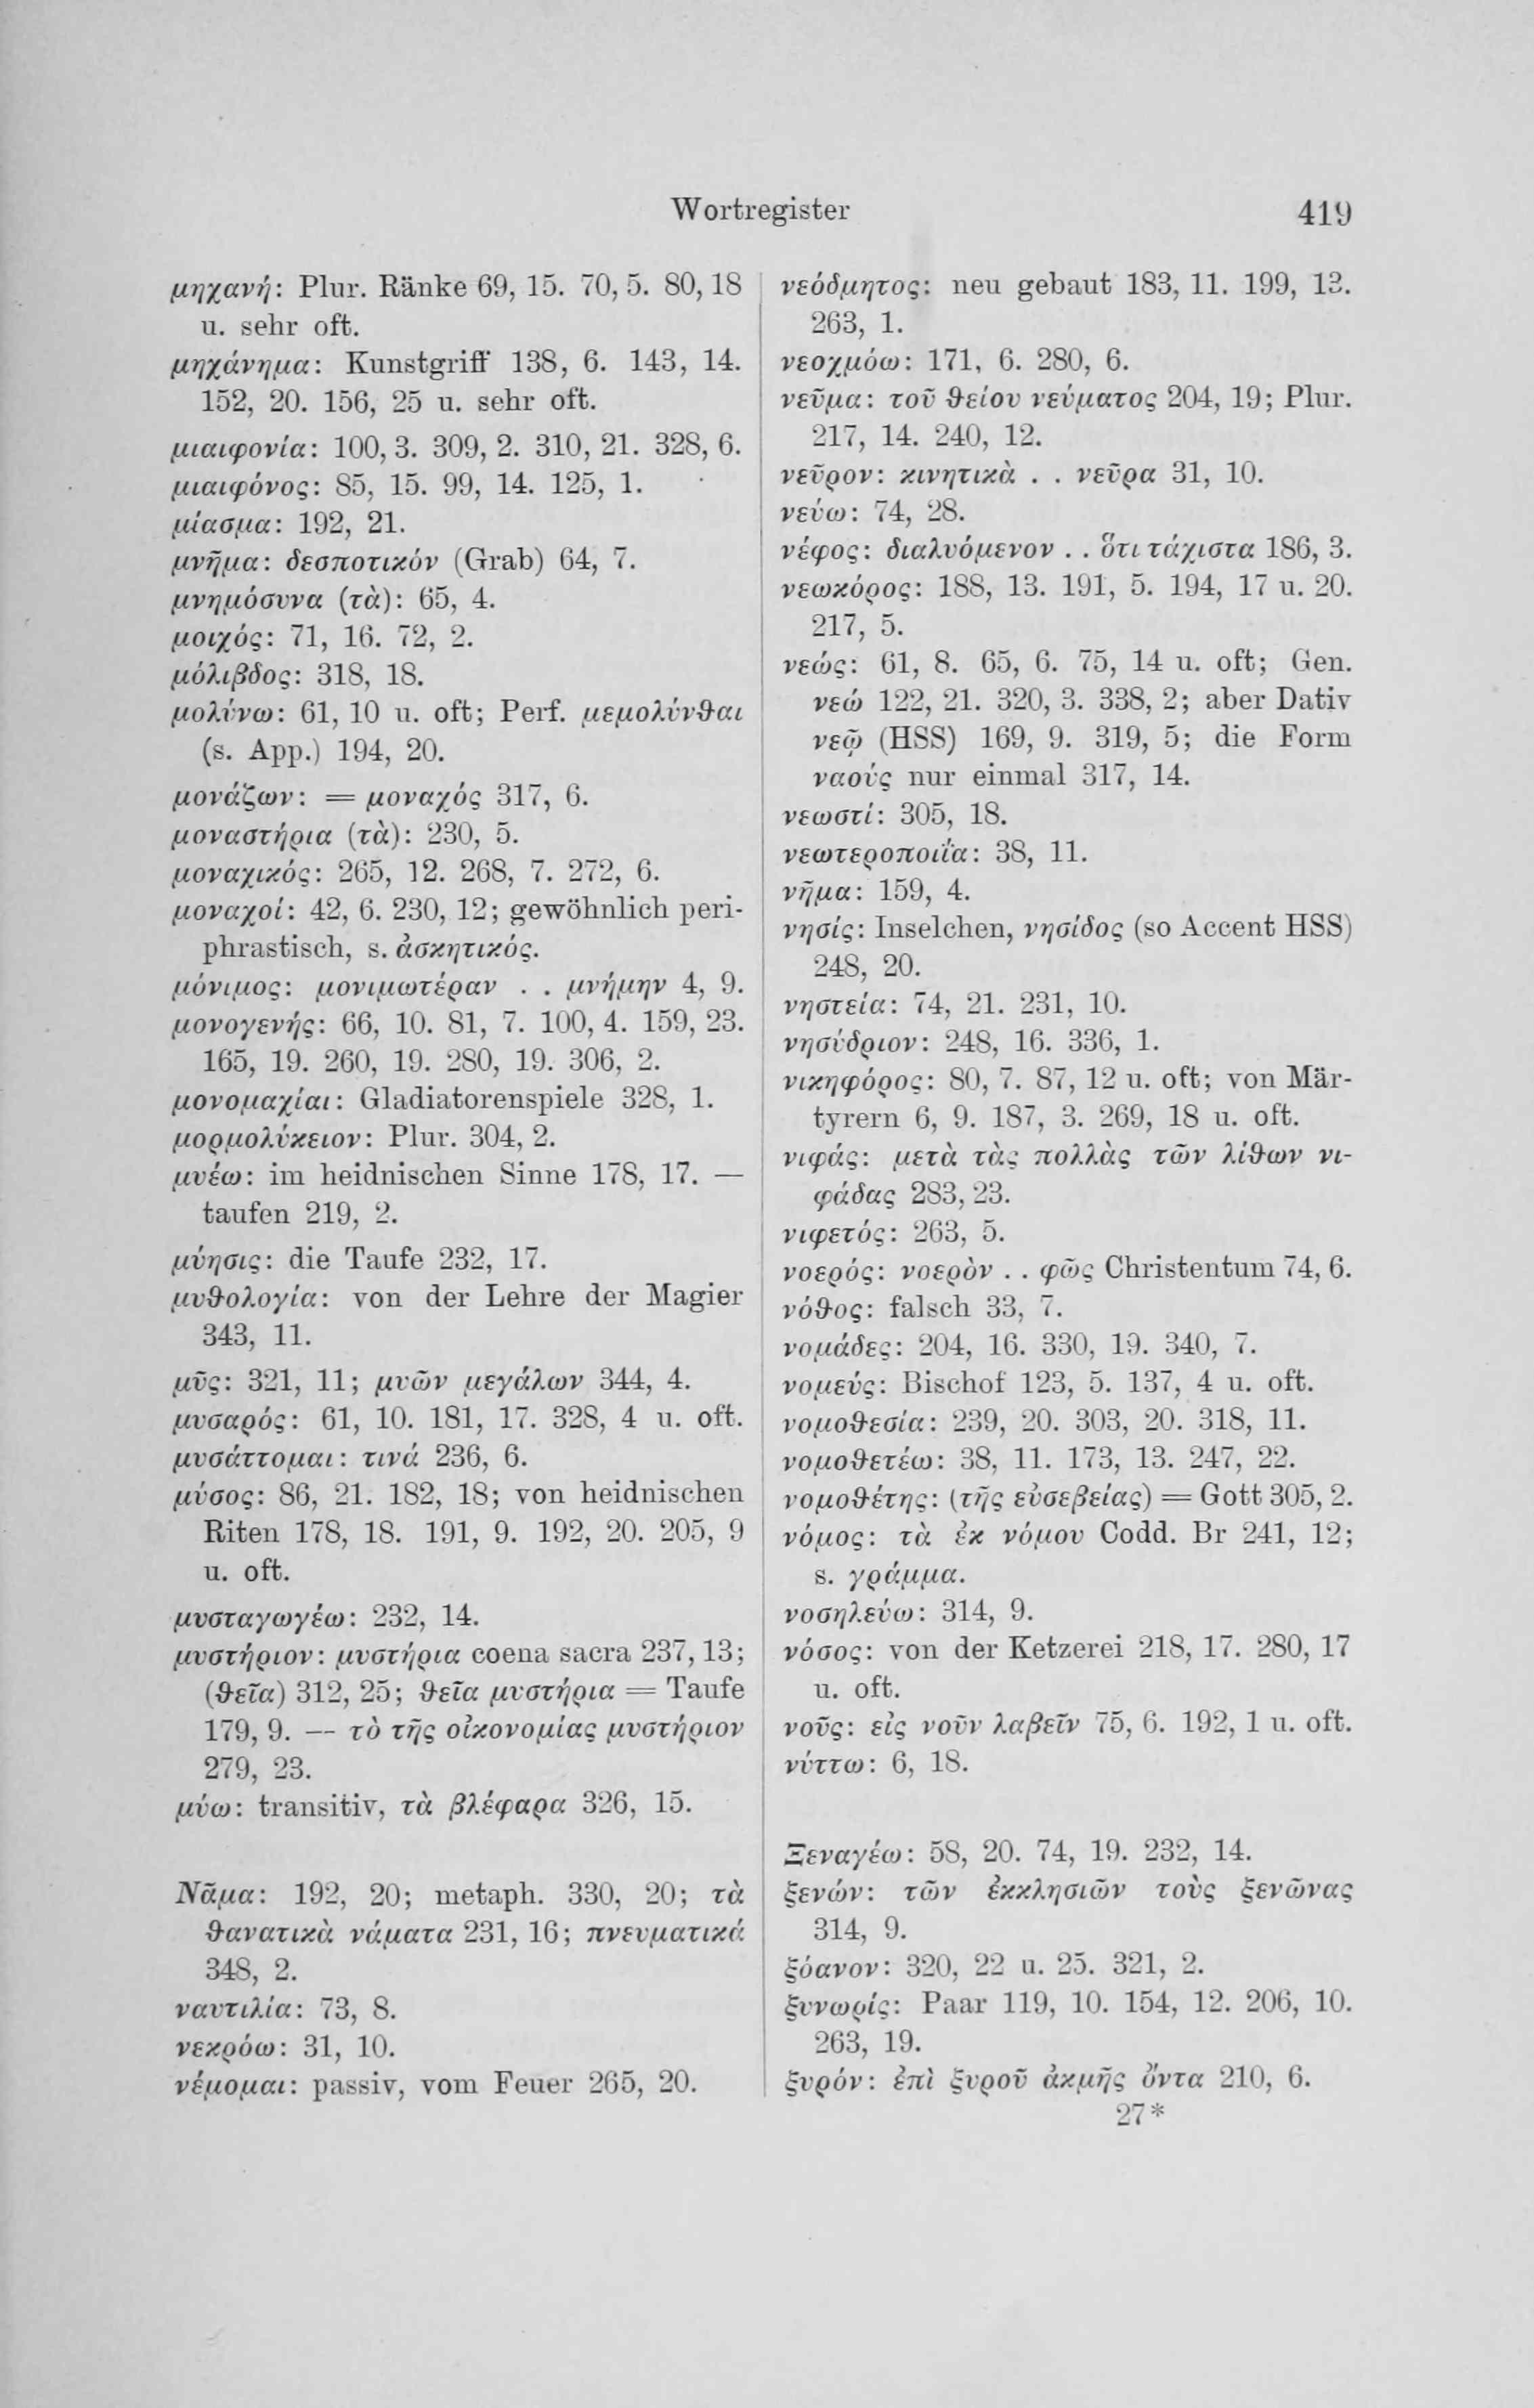 Wortregister
419
μηχανή: Plur. Ränke 69, 15. 70, 5. 80, 18
u. sehr oft.
μηχάνημα: Kunstgriff 138, 6. 143, 14.
152, 20. 156, 25 u. sehr oft.
μιαιφονία: 100, 3. 309, 2. 310, 21. 328, 6.
μιαιφόνος: 85, 15. 99, 14. 125, 1.
μίασμα: 192, 21.
μνῆμα: δεσποτικόν (Grab) 64, 7.
μνημόσυνα (τὰ): 65, 4.
μοιχός: 71, 16. 72, 2.
μόλιβδος: 318, 18.
μολύνω: 61, 10 u. oft; Perf. μεμολύνθαι
(s. App.) 194, 20.
μονάζων: = μοναχός 317, 6.
μοναστήρια (τὰ): 230, 5.
μοναχικός: 265, 12. 268, 7. 272, 6.
μοναχοί: 42, 6. 230, 12; gewöhnlich peri-
phrastisch, s. ἀσκητικός.
μόνιμος: μονιμωτέραν . . μνήμην 4, 9.
μονογενής: 66, 10. 81, 7. 100, 4. 159, 23.
165, 19. 260, 19. 280, 19. 306, 2.
μονομαχίαι: Gladiatorenspiele 328, 1.
μορμολύκειον: Plur. 304, 2.
μυέω: im heidnischen Sinne 178, 17. —
taufen 219, 2.
μύησις: die Taufe 232, 17.
μυθολογία: von der Lehre der Magier
343, 11.
μῦς: 321, 11; μυῶν μεγάλων 344, 4.
μυσαρός: 61, 10. 181, 17. 328, 4 u. oft.
μυσάττομαι: τινά 236, 6.
μύσος: 86, 21. 182, 18; von heidnischen
Riten 178, 18. 191, 9. 192, 20. 205, 9
u. oft.
μυσταγωγέω: 232, 14.
μυστήριον: μυστήρια coena sacra 237, 13;
(θεῖα) 312, 25; θεῖα μυστήρια = Taufe
179, 9. — τὸ τῆς οἰκονομίας μυστήριον
279, 23.
μύω: transitiv, τὰ βλέφαρα 326, 15.
Νᾶμα: 192, 20; metaph. 330, 20; τὰ
θανατικὰ νάματα 231, 16; πνευματικά
348, 2.
ναυτιλία: 73, 8.
νεκρόω: 31, 10.
νέμομαι: passiv, vom Feuer 265, 20.
νεόδμητος: neu gebaut 183, 11. 199, 13.
263, 1.
νεοχμόω: 171, 6. 280, 6.
νεῦμα: τοῦ θείου νεύματος 204, 19; Plur.
217, 14. 240, 12.
νεῦρον: κινητικὰ . . νεῦρα 31, 10.
νεύω: 74, 28.
νέφος: διαλυόμενον . . ὅτι τάχιστα 186, 3.
νεωκόρος: 188, 13. 191, 5. 194, 17 u. 20.
217, 5.
νεώς: 61, 8. 65, 6. 75, 14 u. oft; Gen.
νεώ 122, 21. 320, 3. 338, 2; aber Dativ
νεῷ (HSS) 169, 9. 319, 5; die Form
ναούς nur einmal 317, 14.
νεωστί: 305, 18.
νεωτεροποιΐα: 38, 11.
νῆμα: 159, 4.
νησίς: Inselchen, νησίδος (so Accent HSS)
248, 20.
νηστεία: 74, 21. 231, 10.
νησύδριον: 248, 16. 336, 1.
νικηφόρος: 80, 7. 87, 12 u. oft; von Mär-
tyrern 6, 9. 187, 3. 269, 18 u. oft.
νιφάς: μετὰ τὰς πολλὰς τῶν λίθων νι-
φάδας 283, 23.
νιφετός: 263, 5.
νοερός: νοερὸν . . φῶς Christentum 74, 6.
νόθος: falsch 33, 7.
νομάδες: 204, 16. 330, 19. 340, 7.
νομεύς: Bischof 123, 5. 137, 4 u. oft.
νομοθεσία: 239, 20. 303, 20. 318, 11.
νομοθετέω: 38, 11. 173, 13. 247, 22.
νομοθέτης: (τῆς εὐσεβείας) = Gott 305, 2.
νόμος: τὰ ἐκ νόμου Codd. Br 241, 12;
s. γράμμα.
νοσηλεύω: 314, 9.
νόσος: von der Ketzerei 218, 17. 280, 17
u. oft.
νοῦς: εἰς νοῦν λαβεῖν 75, 6. 192, 1 u. oft.
νύττω: 6, 18.
Ξεναγέω: 58, 20. 74, 19. 232, 14.
ξενών: τῶν ἐκκλησιῶν τοὺς ξενῶνας
314, 9.
ξόανον: 320, 22 u. 25. 321, 2.
ξυνωρίς: Paar 119, 10. 154, 12. 206, 10.
263, 19.
ξυρόν: ἐπὶ ξυροῦ ἀκμῆς ὄντα 210, 6.
27*